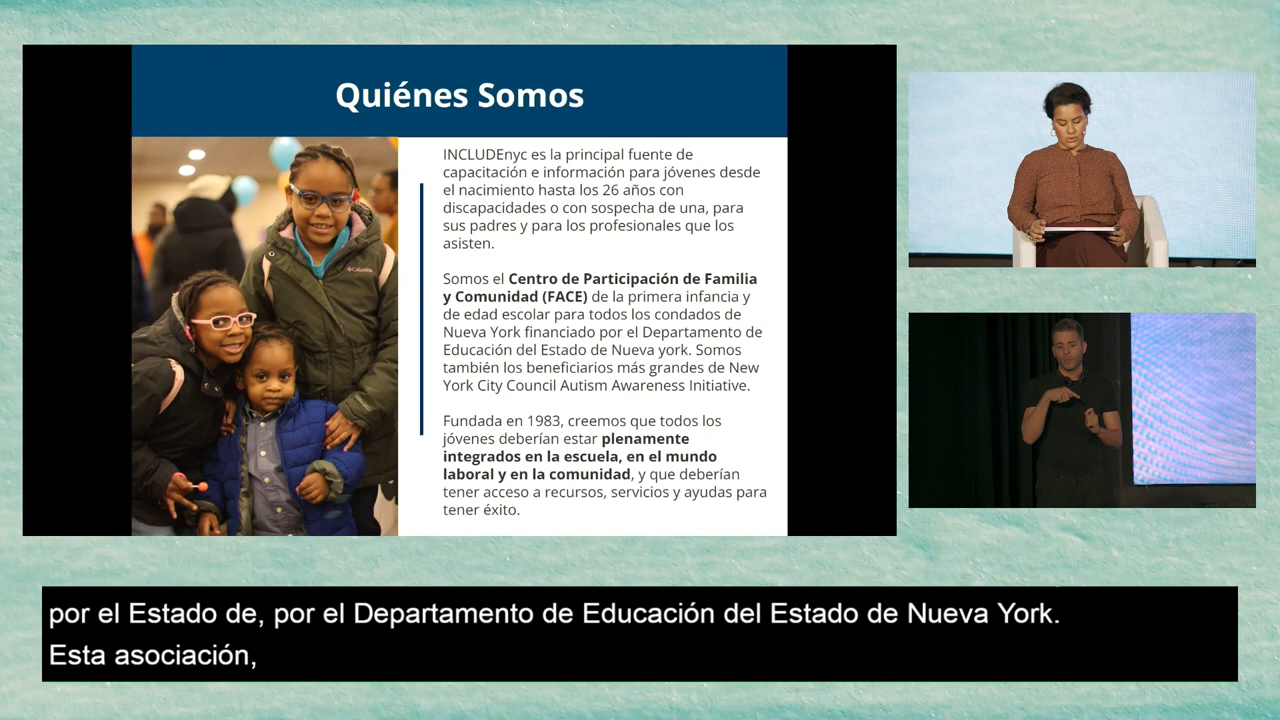 Quiénes Somos
INCLUDEnyc es la principal fuente de
capacitación e información para jóvenes desde
el nacimiento hasta los 26 años con
discapacidades o con sospecha de una, para
sus padres y para los profesionales que los
asisten.
Somos el Centro de Participación de Familia
y Comunidad (FACE) de la primera infancia y
de edad escolar para todos los condados de
Nueva York financiado por el Departamento de
Educación del Estado de Nueva york. Somos
también los beneficiarios más grandes de New
York City Council Autism Awareness Initiative.
Fundada en 1983, creemos que todos los
jóvenes deberían estar plenamente
integrados en la escuela, en el mundo
laboral y en la comunidad, y que deberían
tener acceso a recursos, servicios y ayudas para
tener éxito.
Columbia
por el Estado de, por el Departamento de Educación del Estado de Nueva York.
Esta asociación,